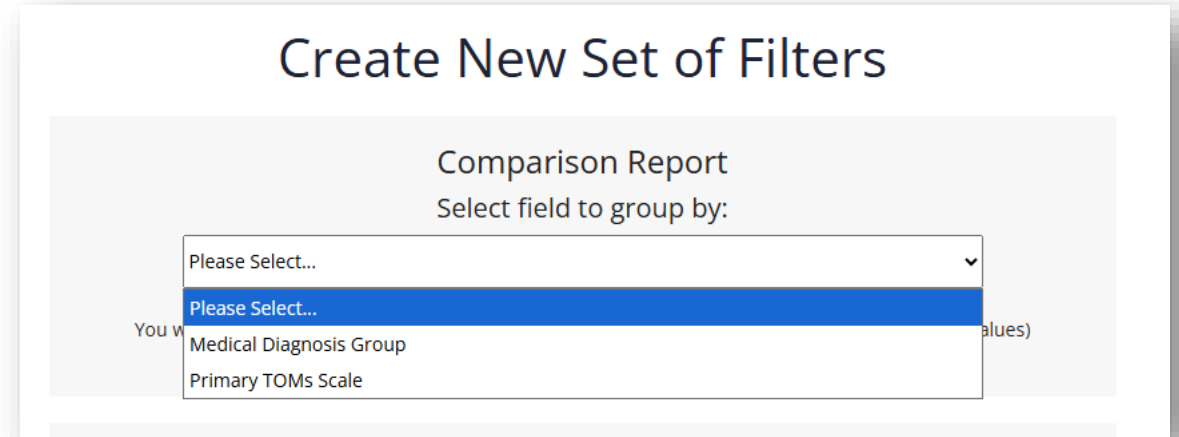 Create New Set of Filters
Comparison Report
Select field to group by:
Please Select...
Please Select...
You
Medical Diagnosis Group
Primary TOMs Scale